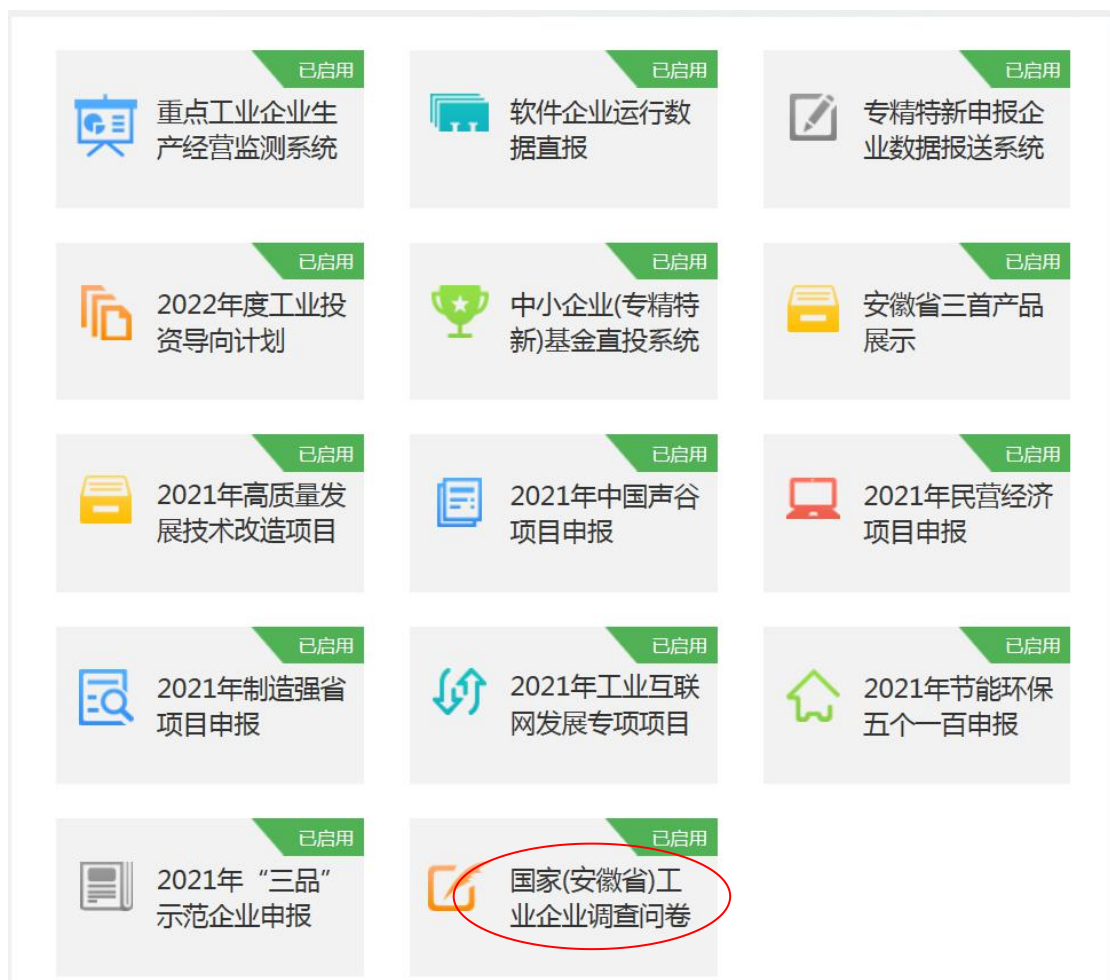 已启用
重点工业企业生
产经营监测系统
已启用
软件企业运行数
据直报
已启用
专精特新申报企
业数据报送系统
已启用
2022年度工业投
资导向计划
已启用
中小企业(专精特
新)基金直投系统
已启用
安徽省三首产品
展示
已启用
2021年高质量发
展技术改造项目
已启用
2021年中国声谷
项目申报
已启用
2021年民营经济
项目申报
已启用
2021年制造强省
项目申报
已启用
2021年工业互联
网发展专项项目
已启用
2021年节能环保
五个一百申报
已启用
2021年“三品”
示范企业申报
已启用
国家(安徽省)工
业企业调查问卷